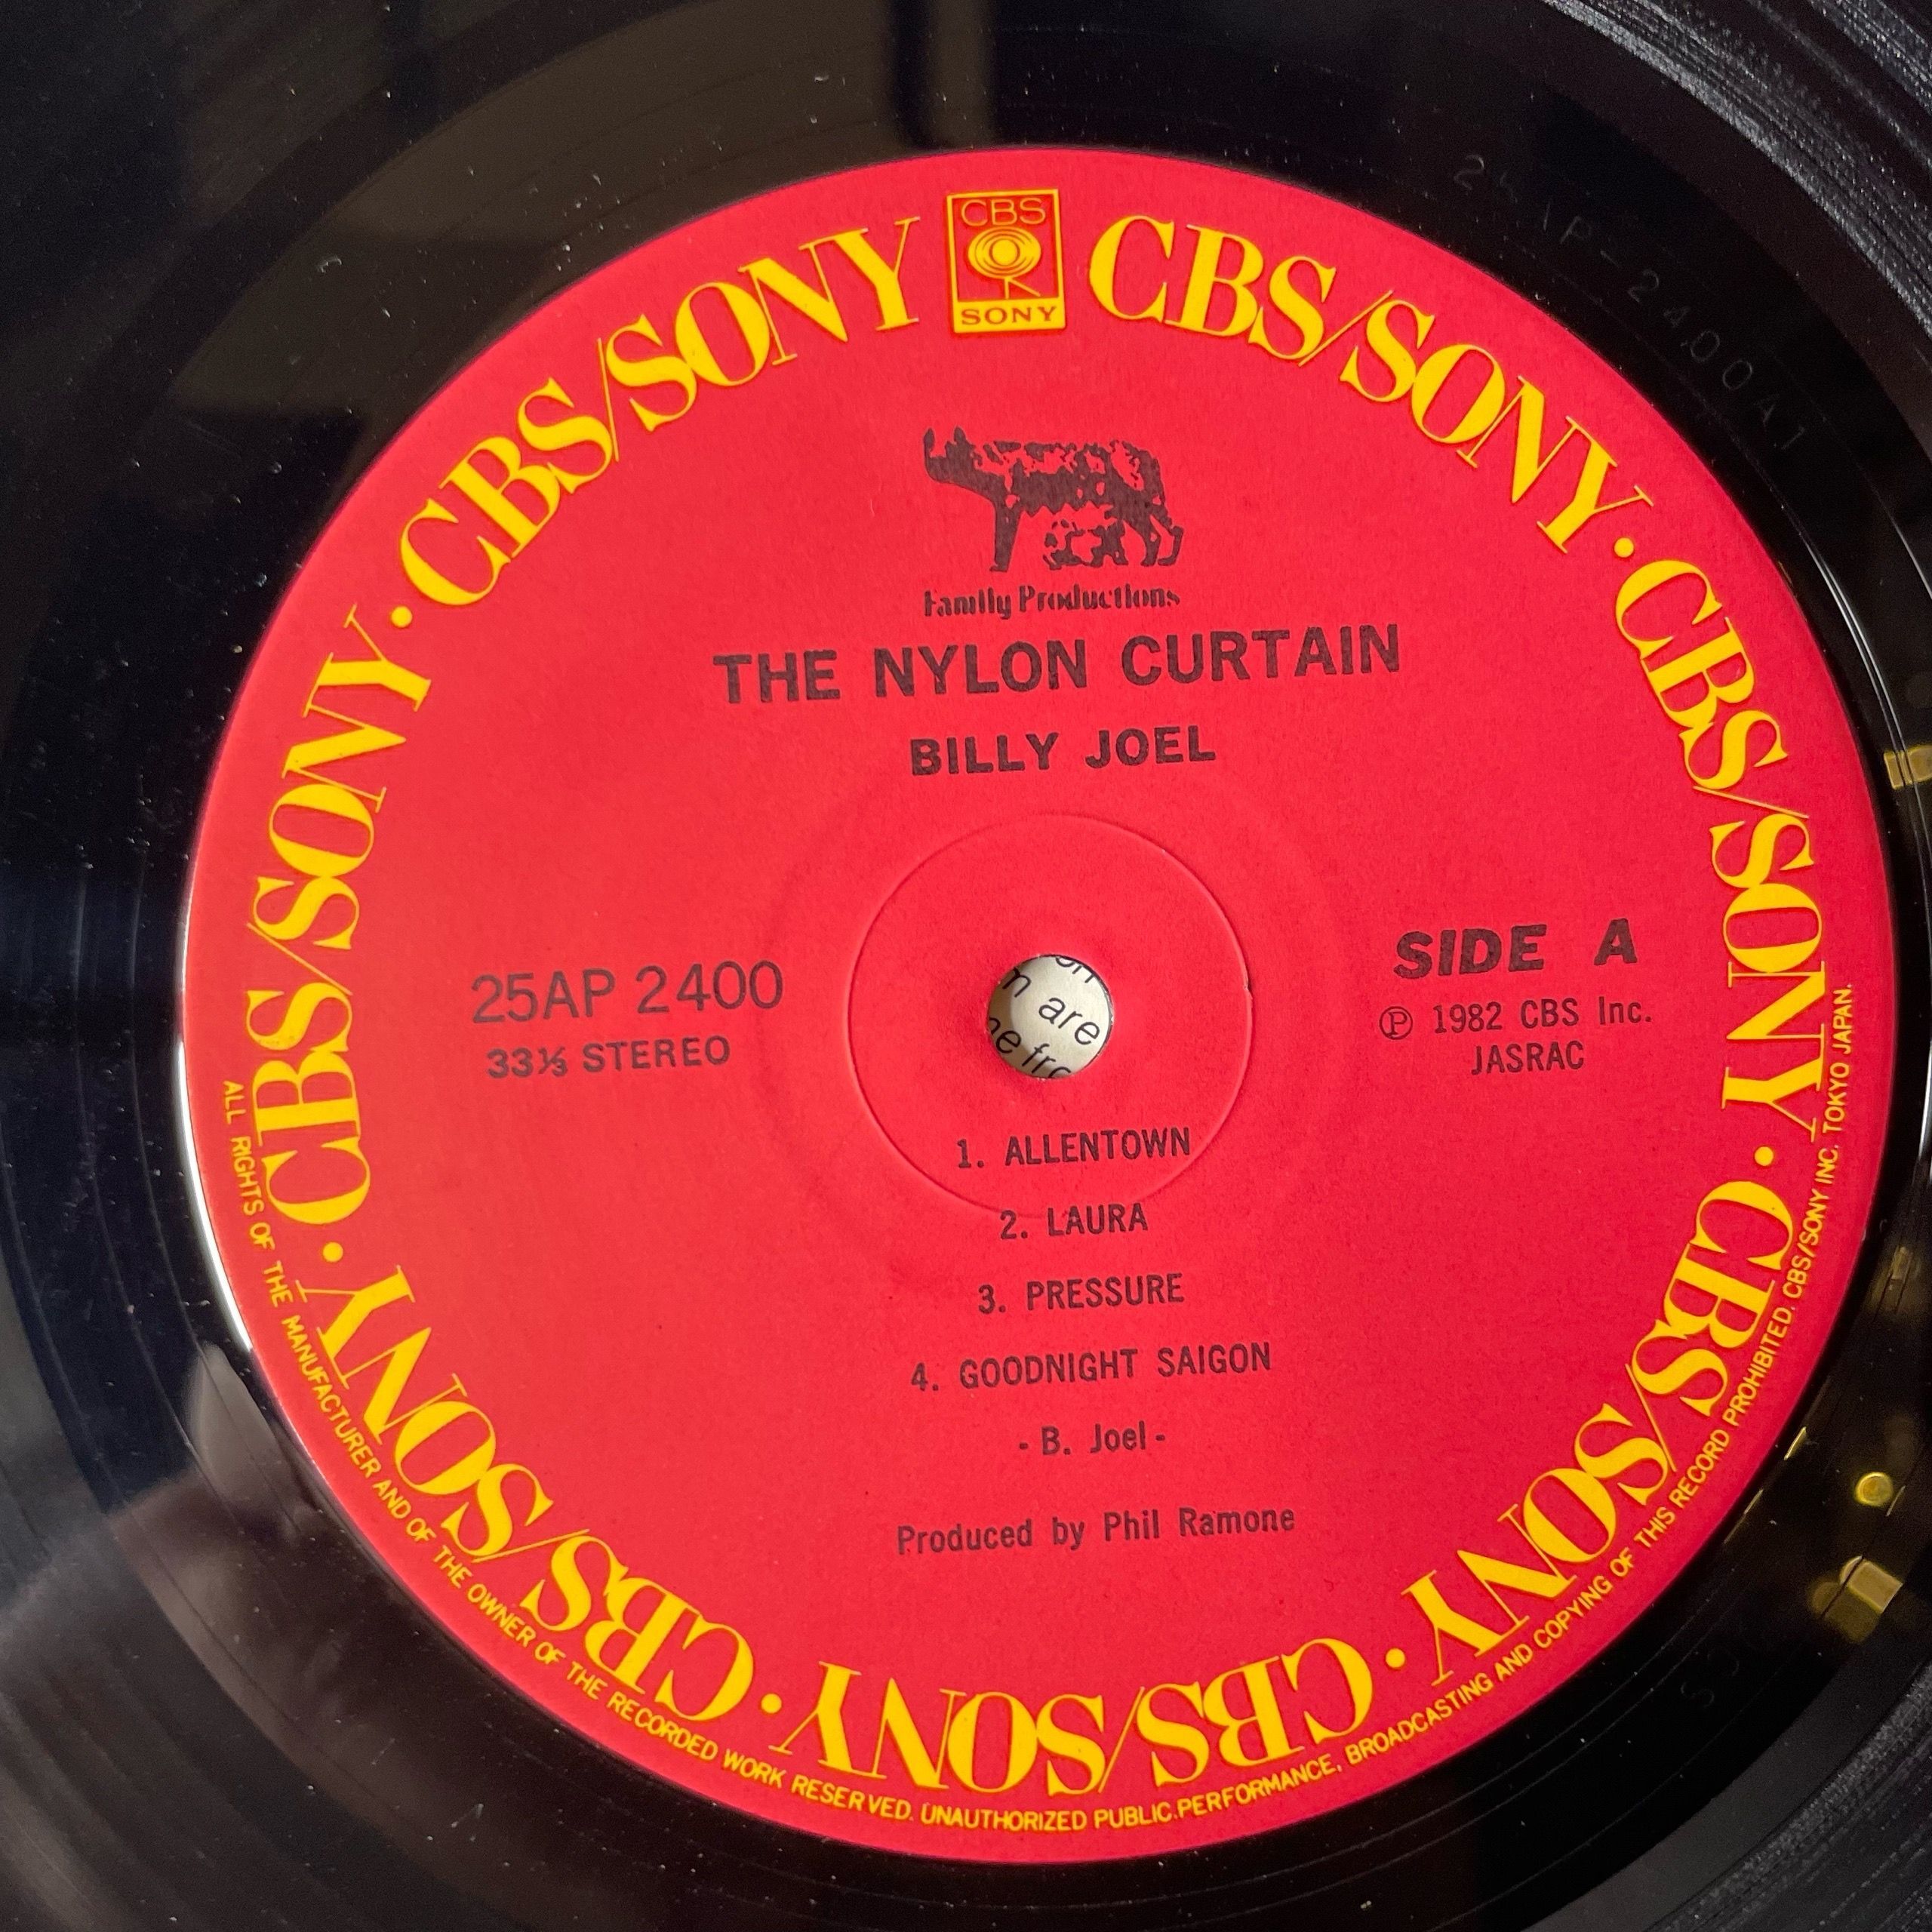 CBS
SONY
CBS/SONY · CBS/SONY · CBS/SONY · CBS/SONY · CBS/SONY · CBS/SONY · CBS/SONY · CBS/SONY
Family Productions
THE NYLON CURTAIN
BILLY JOEL
25AP 2400
33⅓ STEREO
SIDE A
Ⓟ 1982 CBS Inc.
JASRAC
are
1. ALLENTOWN
2. LAURA
3. PRESSURE
4. GOODNIGHT SAIGON
- B. Joel -
Produced by Phil Ramone
ALL RIGHTS OF THE MANUFACTURER AND OF THE OWNER OF THE RECORDED WORK RESERVED. UNAUTHORIZED PUBLIC.PERFORMANCE, BROADCASTING AND COPYING OF THIS RECORD PROHIBITED. CBS/SONY INC. TOKYO JAPAN.